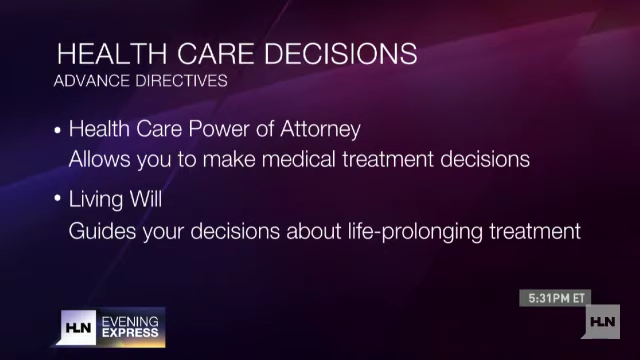 HEALTH CARE DECISIONS
ADVANCE DIRECTIVES
• Health Care Power of Attorney
Allows you to make medical treatment decisions
• Living Will
Guides your decisions about life-prolonging treatment
5:31PM ET
HLN
HLN EVENING
EXPRESS